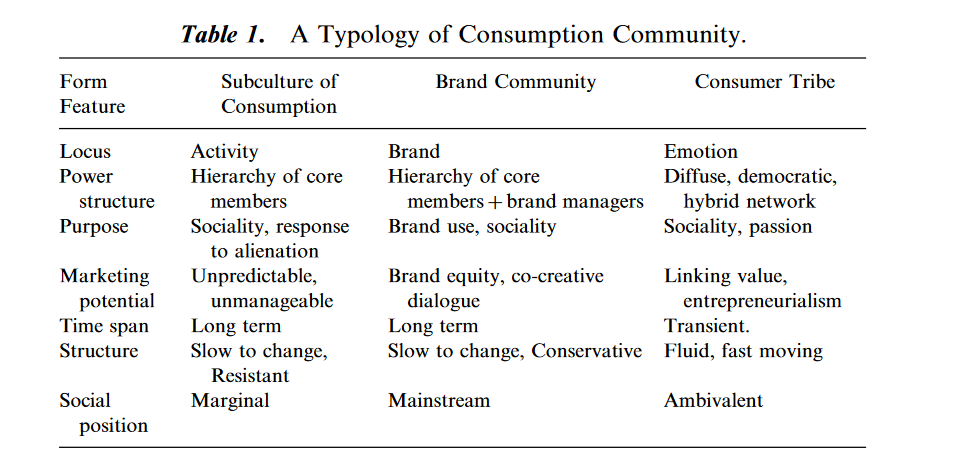 Table 1. A Typology of Consumption Community.
Form Subculture of Brand Community Consumer Tribe
Feature Consumption
Locus Activity Brand Emotion
Power Hierarchy of core Hierarchy of core Diffuse, democratic,
structure members members + brand managers hybrid network
Purpose Sociality, response Brand use, sociality Sociality, passion
to alienation
Marketing Unpredictable, Brand equity, co-creative Linking value,
potential unmanageable dialogue entrepreneurialism
Time span Long term Long term Transient.
Structure Slow to change, Slow to change, Conservative Fluid, fast moving
Resistant
Social Marginal Mainstream Ambivalent
position